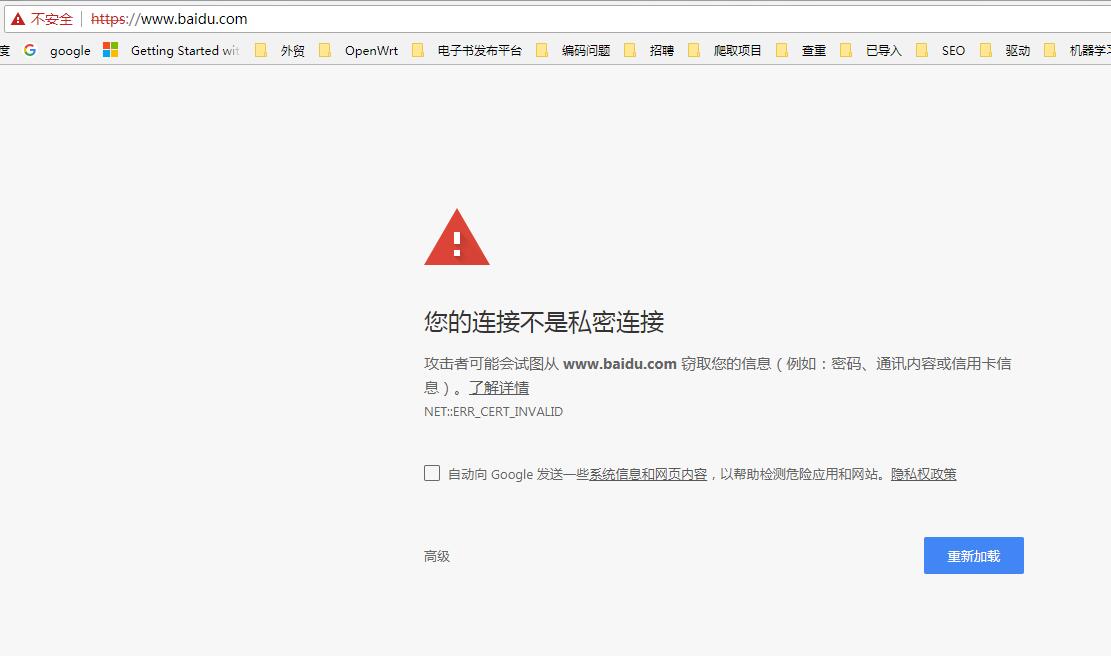 不安全 https://www.baidu.com
度 google Getting Started wit 外贸 OpenWrt 电子书发布平台 编码问题 招聘 爬取项目 查重 已导入 SEO 驱动 机器学习
您的连接不是私密连接
攻击者可能会试图从 www.baidu.com 窃取您的信息（例如：密码、通讯内容或信用卡信
息）。了解详情
NET::ERR_CERT_INVALID
自动向 Google 发送一些系统信息和网页内容，以帮助检测危险应用和网站。隐私权政策
高级 重新加载